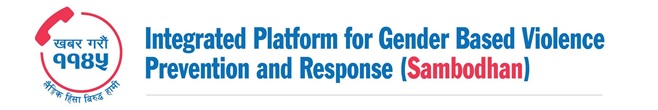 खबर गरौं
११४५
लैङ्गिक हिंसा बिरुद्ध हामी
Integrated Platform for Gender Based Violence
Prevention and Response (Sambodhan)